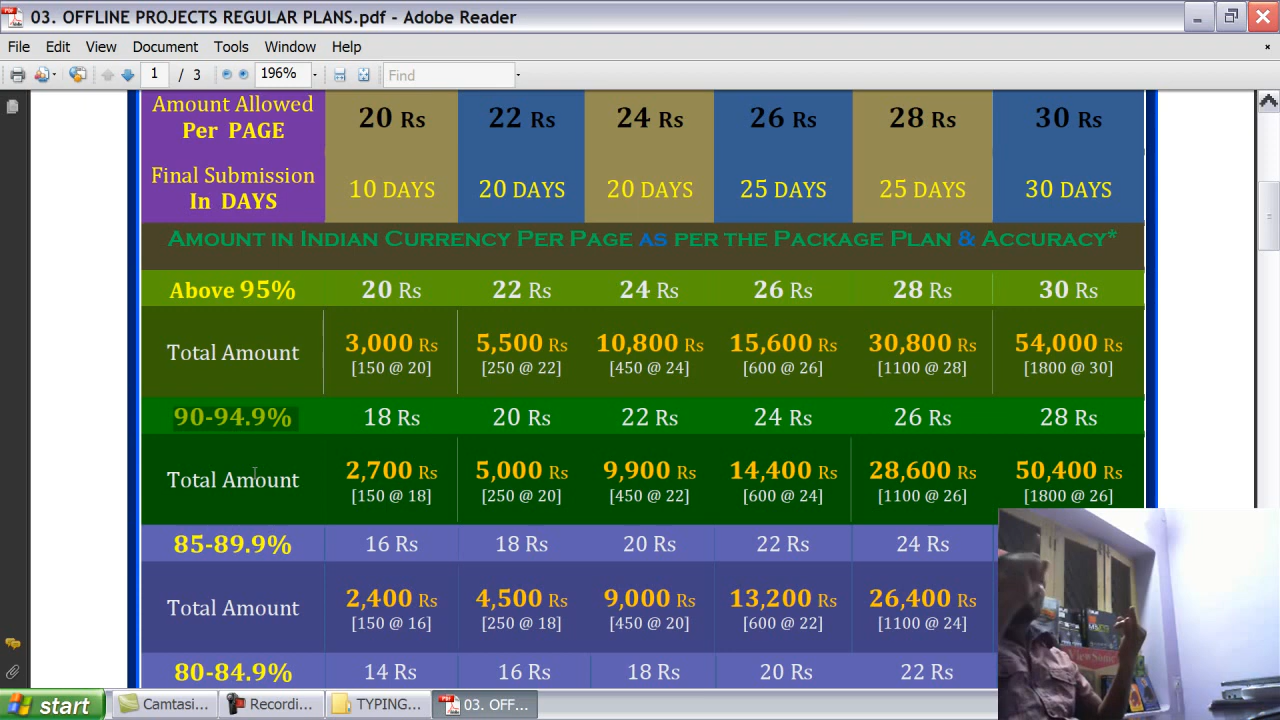 03. OFFLINE PROJECTS REGULAR PLANS.pdf - Adobe Reader
File Edit View Document Tools Window Help
1 / 3 196% Find
Amount Allowed Per PAGE 20 Rs 22 Rs 24 Rs 26 Rs 28 Rs 30 Rs
Final Submission In DAYS 10 DAYS 20 DAYS 20 DAYS 25 DAYS 25 DAYS 30 DAYS
AMOUNT IN INDIAN CURRENCY PER PAGE AS PER THE PACKAGE PLAN & ACCURACY*
Above 95% 20 Rs 22 Rs 24 Rs 26 Rs 28 Rs 30 Rs
Total Amount 3,000 Rs 5,500 Rs 10,800 Rs 15,600 Rs 30,800 Rs 54,000 Rs
[150 @ 20] [250 @ 22] [450 @ 24] [600 @ 26] [1100 @ 28] [1800 @ 30]
90-94.9% 18 Rs 20 Rs 22 Rs 24 Rs 26 Rs 28 Rs
Total Amount 2,700 Rs 5,000 Rs 9,900 Rs 14,400 Rs 28,600 Rs 50,400 Rs
[150 @ 18] [250 @ 20] [450 @ 22] [600 @ 24] [1100 @ 26] [1800 @ 26]
85-89.9% 16 Rs 18 Rs 20 Rs 22 Rs 24 Rs
Total Amount 2,400 Rs 4,500 Rs 9,000 Rs 13,200 Rs 26,400 Rs
[150 @ 16] [250 @ 18] [450 @ 20] [600 @ 22] [1100 @ 24]
80-84.9% 14 Rs 16 Rs 18 Rs 20 Rs 22 Rs
start Camtasi... Recordi... TYPING... 03. OFF...